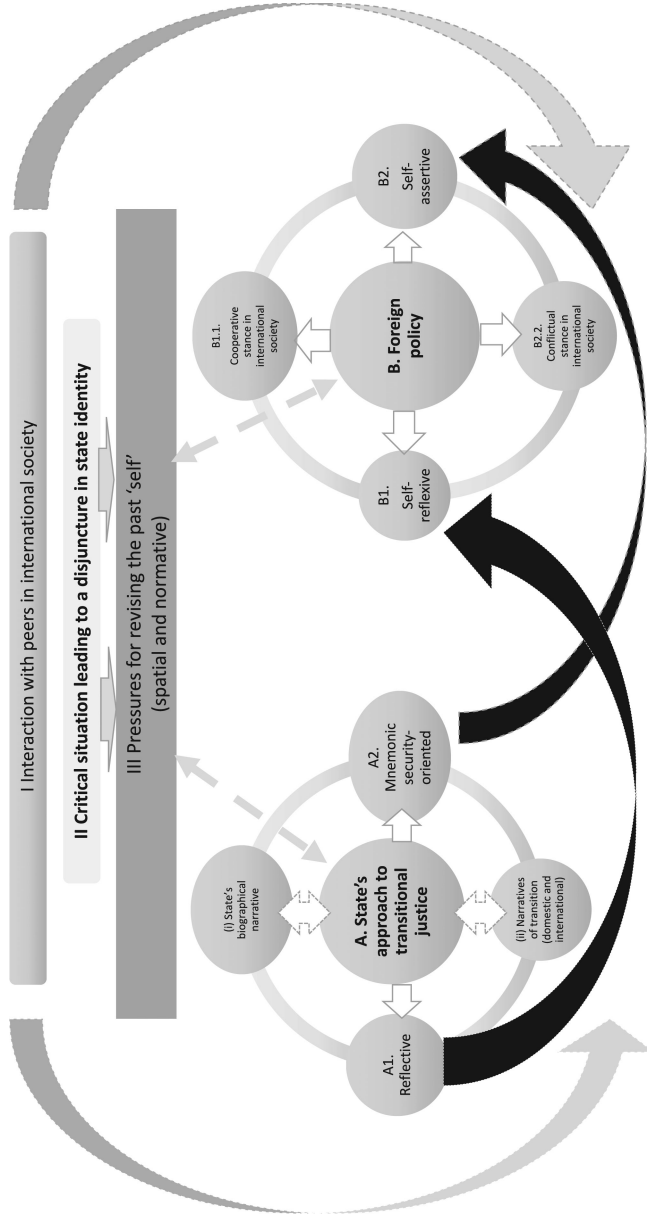 I Interaction with peers in international society
II Critical situation leading to a disjuncture in state identity
III Pressures for revising the past ‘self’
(spatial and normative)
(i) State’s
biographical
narrative
A. State’s
approach to
transitional
justice
A1.
Reflective
A2.
Mnemonic
security-
oriented
(ii) Narratives
of transition
(domestic and
international)
B1.1.
Cooperative
stance in
international
society
B. Foreign
policy
B1.
Self-
reflexive
B2.
Self-
assertive
B2.2.
Conflictual
stance in
international
society